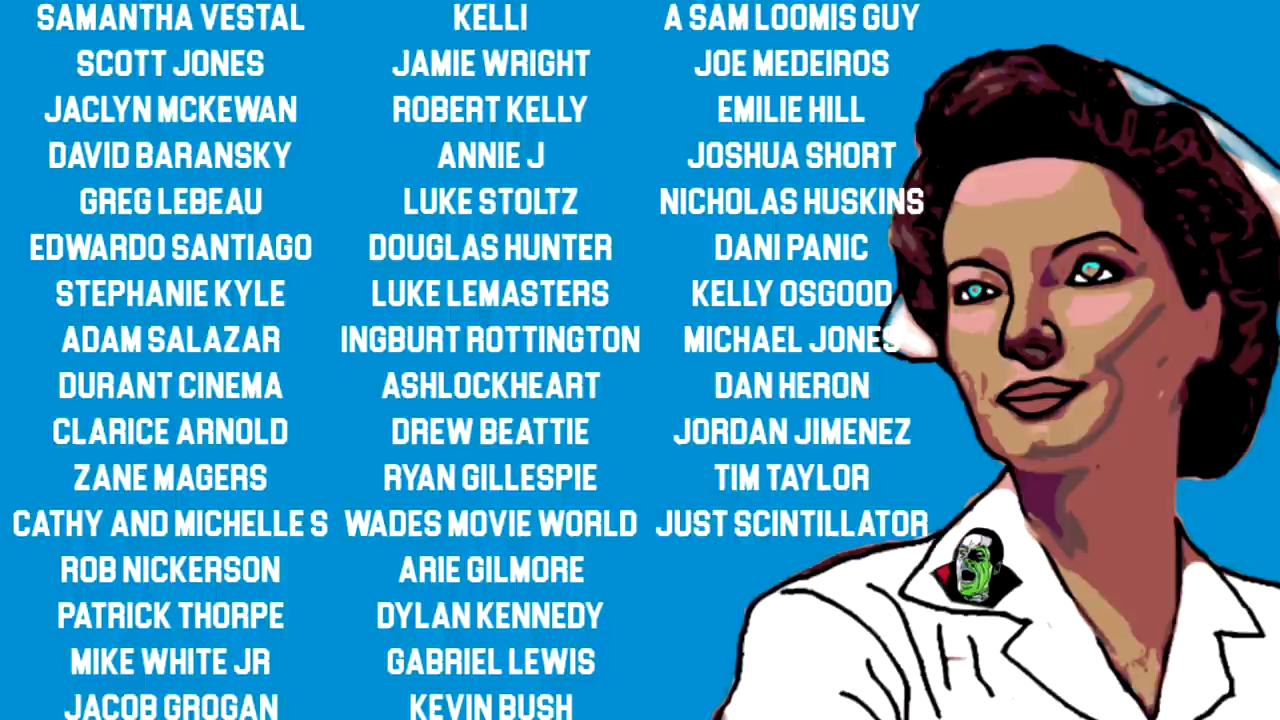 SAMANTHA VESTAL
SCOTT JONES
JACLYN MCKEWAN
DAVID BARANSKY
GREG LEBEAU
EDWARDO SANTIAGO
STEPHANIE KYLE
ADAM SALAZAR
DURANT CINEMA
CLARICE ARNOLD
ZANE MAGERS
CATHY AND MICHELLE S
ROB NICKERSON
PATRICK THORPE
MIKE WHITE JR
JACOB GROGAN
KELLI
JAMIE WRIGHT
ROBERT KELLY
ANNIE J
LUKE STOLTZ
DOUGLAS HUNTER
LUKE LEMASTERS
INGBURT ROTTINGTON
ASHLOCKHEART
DREW BEATTIE
RYAN GILLESPIE
WADES MOVIE WORLD
ARIE GILMORE
DYLAN KENNEDY
GABRIEL LEWIS
KEVIN BUSH
A SAM LOOMIS GUY
JOE MEDEIROS
EMILIE HILL
JOSHUA SHORT
NICHOLAS HUSKINS
DANI PANIC
KELLY OSGOOD
MICHAEL JONES
DAN HERON
JORDAN JIMENEZ
TIM TAYLOR
JUST SCINTILLATOR